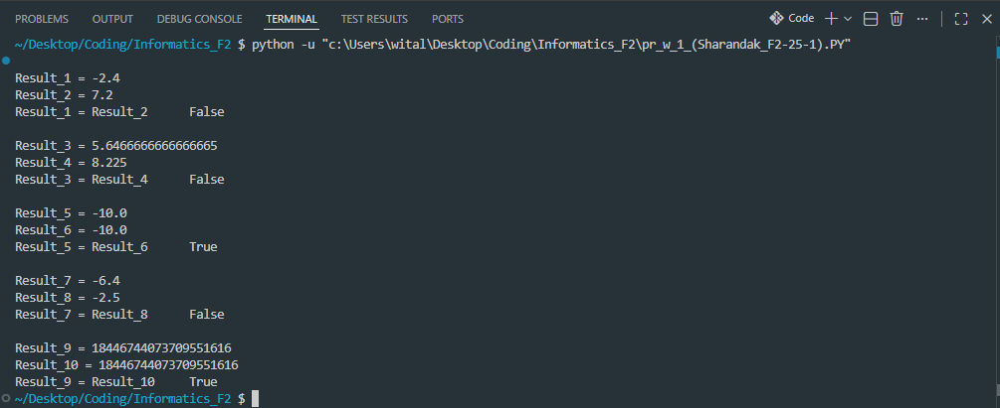 PROBLEMS OUTPUT DEBUG CONSOLE TERMINAL TEST RESULTS PORTS Code
~/Desktop/Coding/Informatics_F2 $ python -u "c:\Users\wital\Desktop\Coding\Informatics_F2\pr_w_1_(Sharandak_F2-25-1).PY"
Result_1 = -2.4
Result_2 = 7.2
Result_1 = Result_2 False
Result_3 = 5.6466666666666665
Result_4 = 8.225
Result_3 = Result_4 False
Result_5 = -10.0
Result_6 = -10.0
Result_5 = Result_6 True
Result_7 = -6.4
Result_8 = -2.5
Result_7 = Result_8 False
Result_9 = 18446744073709551616
Result_10 = 18446744073709551616
Result_9 = Result_10 True
~/Desktop/Coding/Informatics_F2 $